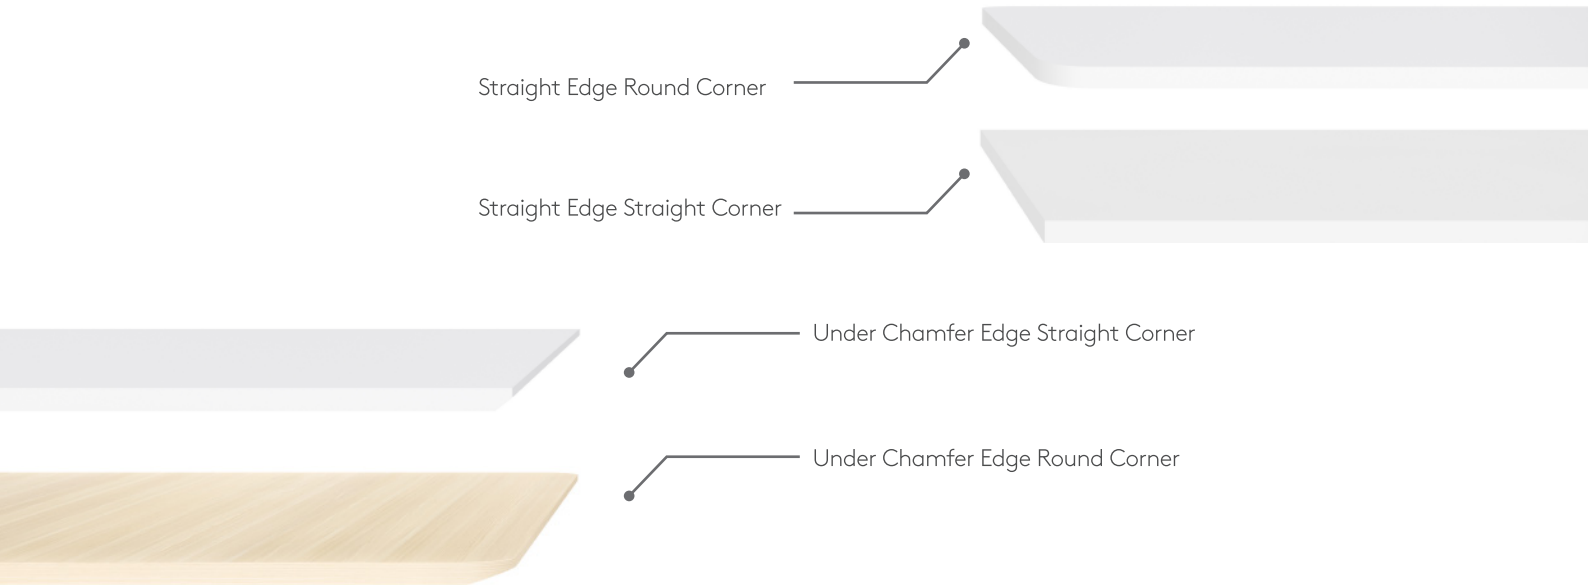 Straight Edge Round Corner
Straight Edge Straight Corner
Under Chamfer Edge Straight Corner
Under Chamfer Edge Round Corner